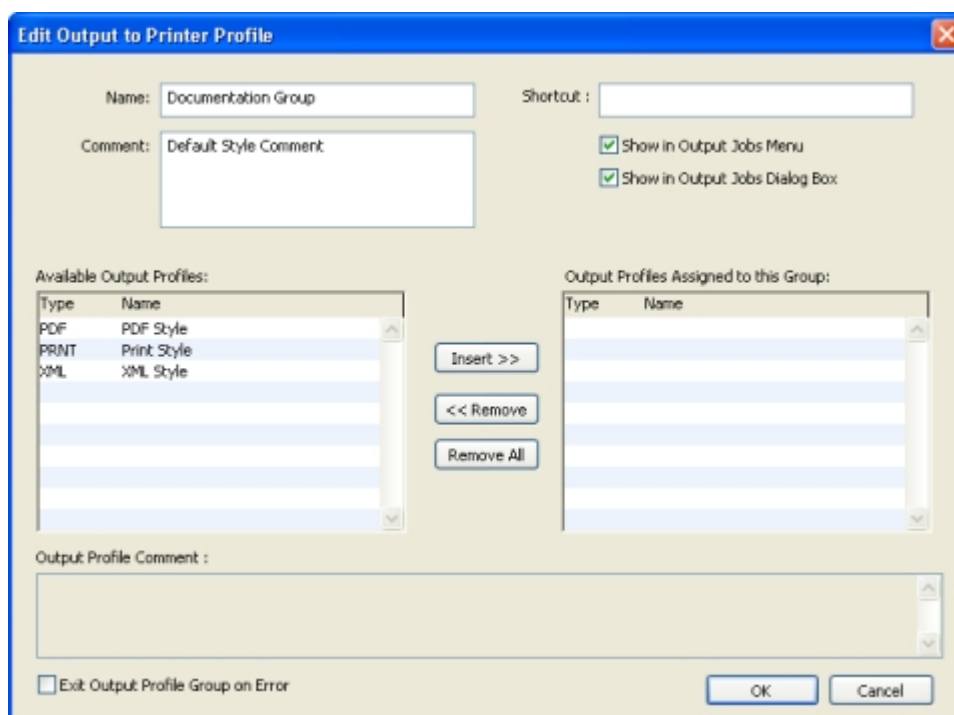 Edit Output to Printer Profile
Name: Documentation Group
Shortcut :
Comment: Default Style Comment
Show in Output Jobs Menu
Show in Output Jobs Dialog Box
Available Output Profiles:
Type Name
PDF PDF Style
PRNT Print Style
XML XML Style
Insert >>
<< Remove
Remove All
Output Profiles Assigned to this Group:
Type Name
Output Profile Comment :
Exit Output Profile Group on Error
OK
Cancel